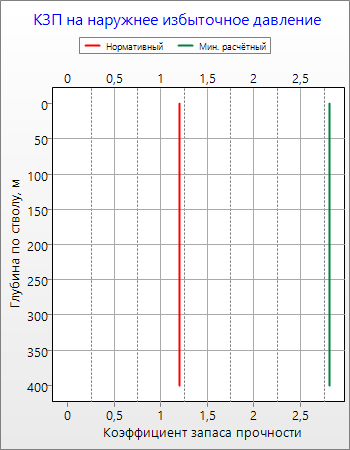 КЗП на наружнее избыточное давление
Нормативный Мин. расчётный
0 0,5 1 1,5 2 2,5
0
50
100
150
200
250
300
350
400
Глубина по стволу, м
0 0,5 1 1,5 2 2,5
Коэффициент запаса прочности